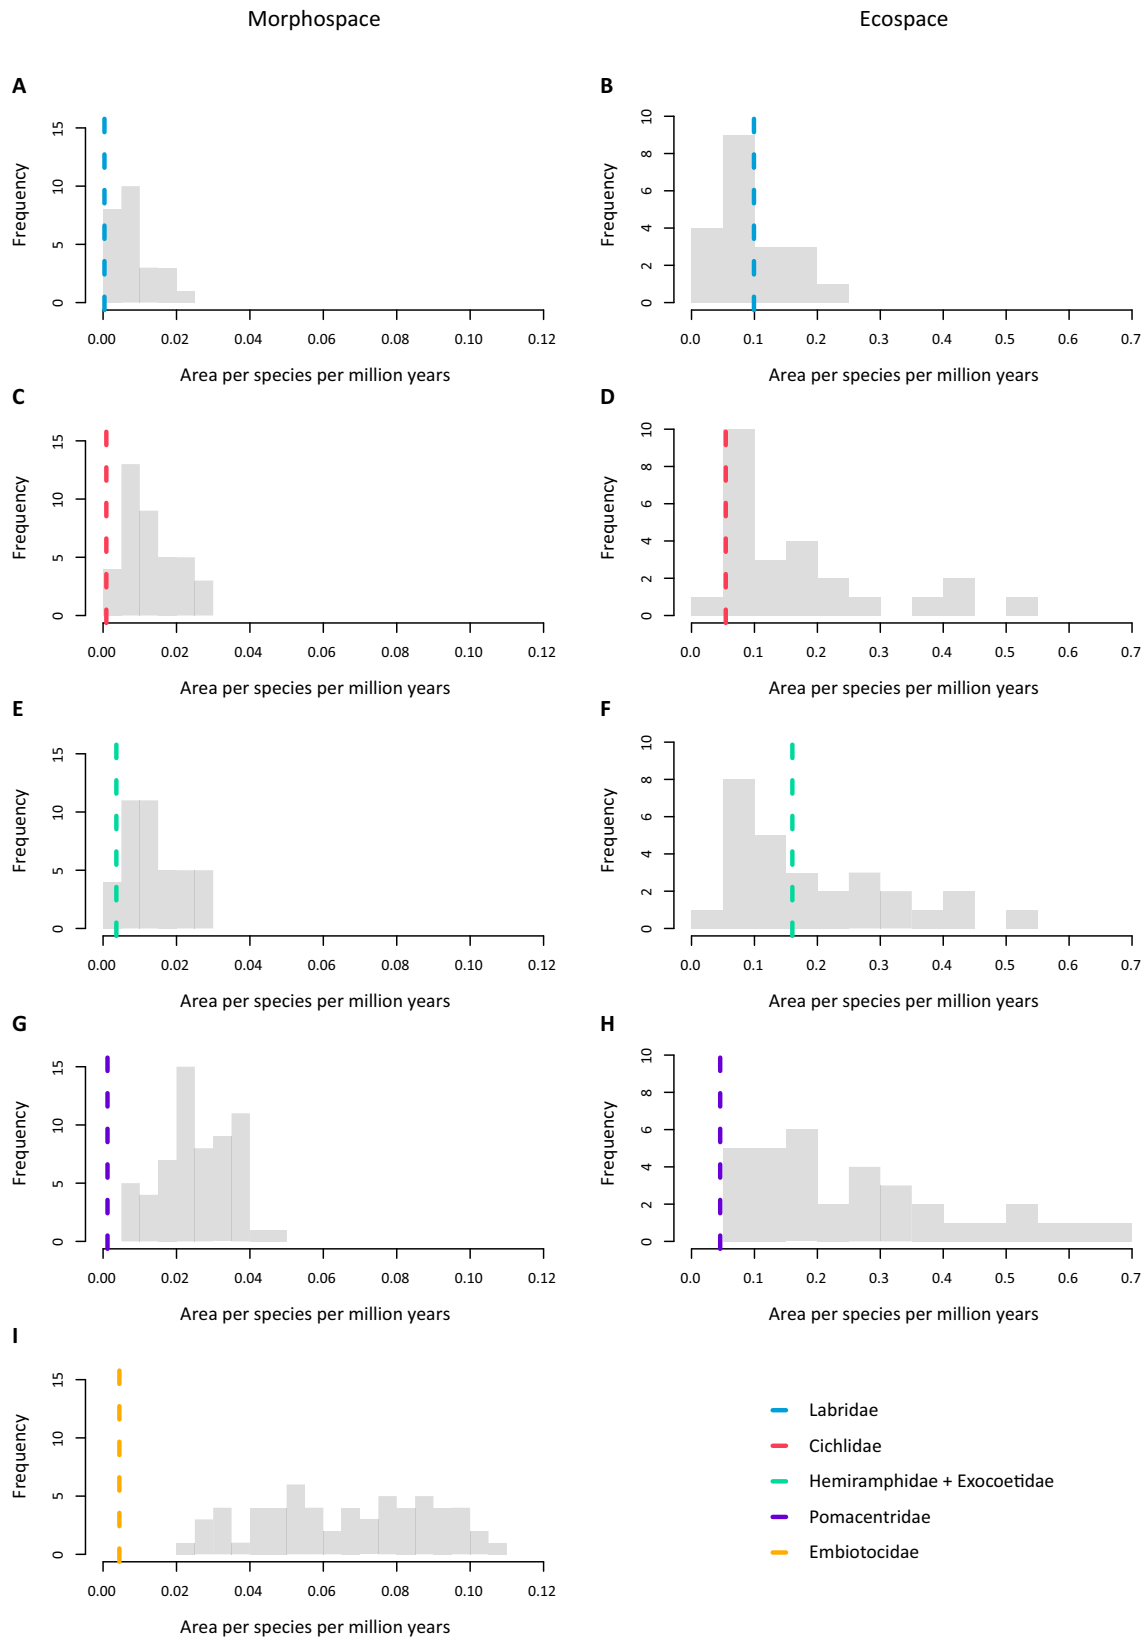 Morphospace Ecospace
A B
Frequency
0 5 10 15
0.00 0.02 0.04 0.06 0.08 0.10 0.12
Area per species per million years
Frequency
0 2 4 6 8 10
0.0 0.1 0.2 0.3 0.4 0.5 0.6 0.7
Area per species per million years
C D
Frequency
0 5 10 15
0.00 0.02 0.04 0.06 0.08 0.10 0.12
Area per species per million years
Frequency
0 2 4 6 8 10
0.0 0.1 0.2 0.3 0.4 0.5 0.6 0.7
Area per species per million years
E F
Frequency
0 5 10 15
0.00 0.02 0.04 0.06 0.08 0.10 0.12
Area per species per million years
Frequency
0 2 4 6 8 10
0.0 0.1 0.2 0.3 0.4 0.5 0.6 0.7
Area per species per million years
G H
Frequency
0 5 10 15
0.00 0.02 0.04 0.06 0.08 0.10 0.12
Area per species per million years
Frequency
0 2 4 6 8 10
0.0 0.1 0.2 0.3 0.4 0.5 0.6 0.7
Area per species per million years
I
Frequency
0 5 10 15
0.00 0.02 0.04 0.06 0.08 0.10 0.12
Area per species per million years
Labridae
Cichlidae
Hemiramphidae + Exocoetidae
Pomacentridae
Embiotocidae